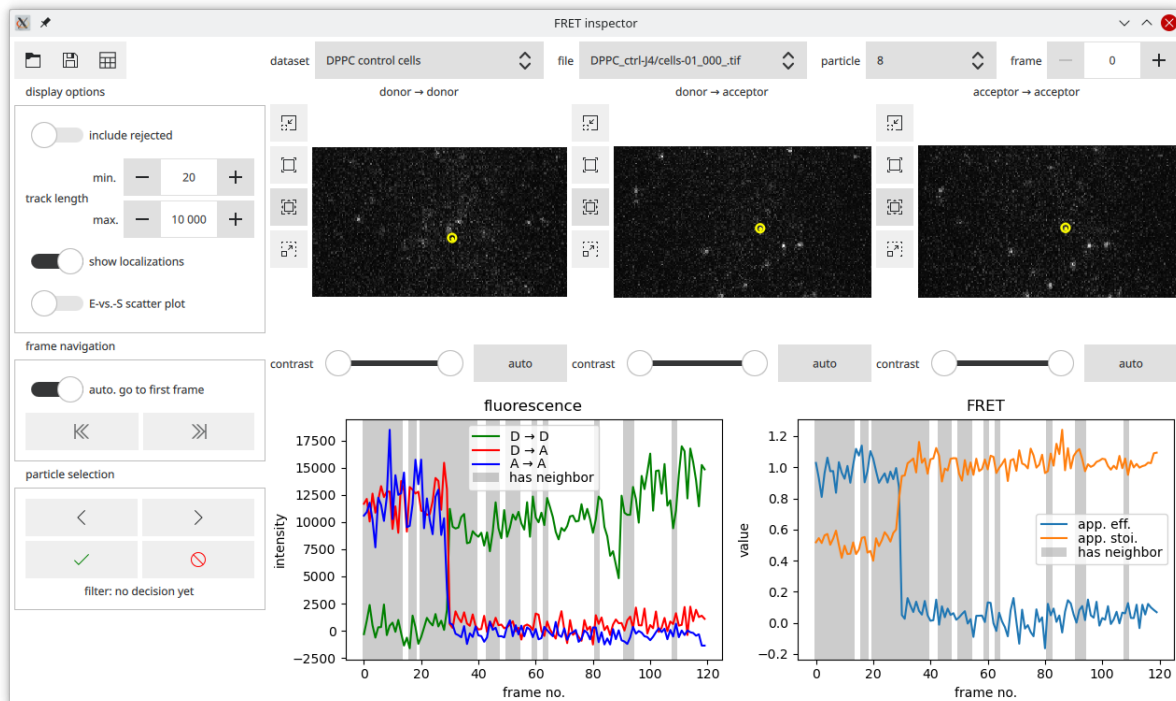 FRET inspector
dataset DPPC control cells file DPPC_ctrl-J4/cells-01_000_.tif particle 8 frame 0
display options
donor → donor donor → acceptor acceptor → acceptor
include rejected
min. 20
track length
max. 10 000
show localizations
E-vs.-S scatter plot
frame navigation
contrast auto contrast auto contrast auto
auto. go to first frame
particle selection
filter: no decision yet
fluorescence
D → D
D → A
A → A
has neighbor
17500
15000
12500
10000
7500
5000
2500
0
−2500
intensity
0 20 40 60 80 100 120
frame no.
FRET
1.2
1.0
0.8
0.6
0.4
0.2
0.0
−0.2
value
app. eff.
app. stoi.
has neighbor
0 20 40 60 80 100 120
frame no.